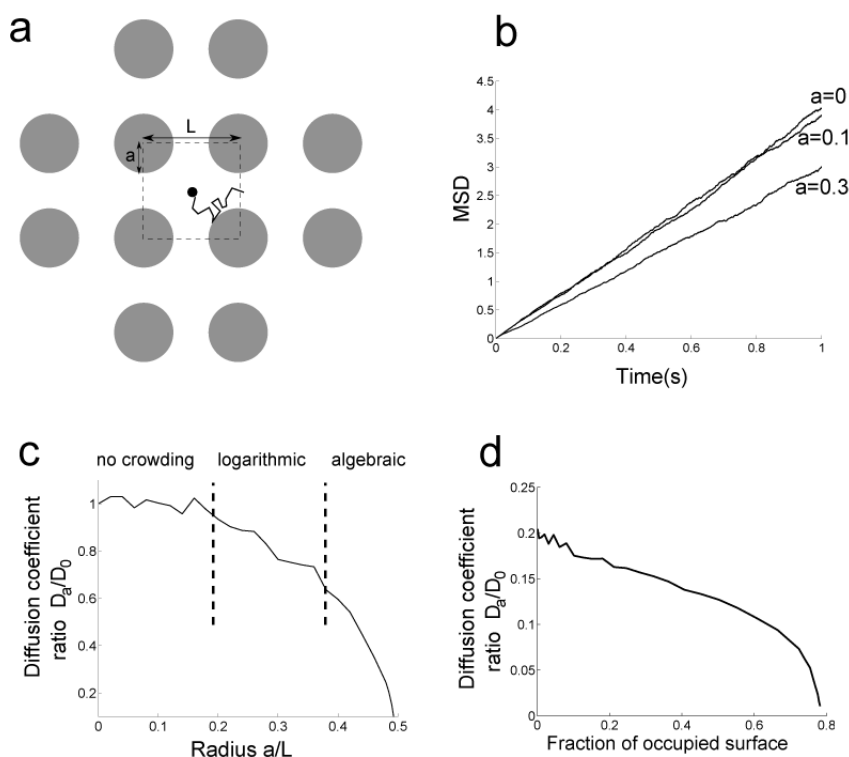 a
L
a
b
4.5
4
3.5
3
2.5
2
1.5
1
0.5
0
MSD
a=0
a=0.1
a=0.3
0 0.2 0.4 0.6 0.8 1
Time(s)
c
no crowding logarithmic algebraic
Diffusion coefficient
ratio Da/D0
1
0.8
0.6
0.4
0.2
0 0.1 0.2 0.3 0.4 0.5
Radius a/L
d
Diffusion coefficient
ratio Da/D0
0.25
0.2
0.15
0.1
0.05
0
0 0.2 0.4 0.6 0.8
Fraction of occupied surface